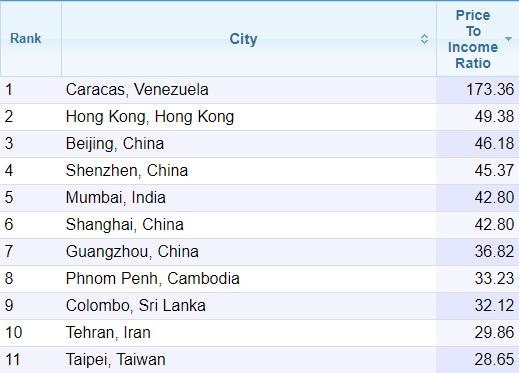 Rank City Price To Income Ratio
1 Caracas, Venezuela 173.36
2 Hong Kong, Hong Kong 49.38
3 Beijing, China 46.18
4 Shenzhen, China 45.37
5 Mumbai, India 42.80
6 Shanghai, China 42.80
7 Guangzhou, China 36.82
8 Phnom Penh, Cambodia 33.23
9 Colombo, Sri Lanka 32.12
10 Tehran, Iran 29.86
11 Taipei, Taiwan 28.65